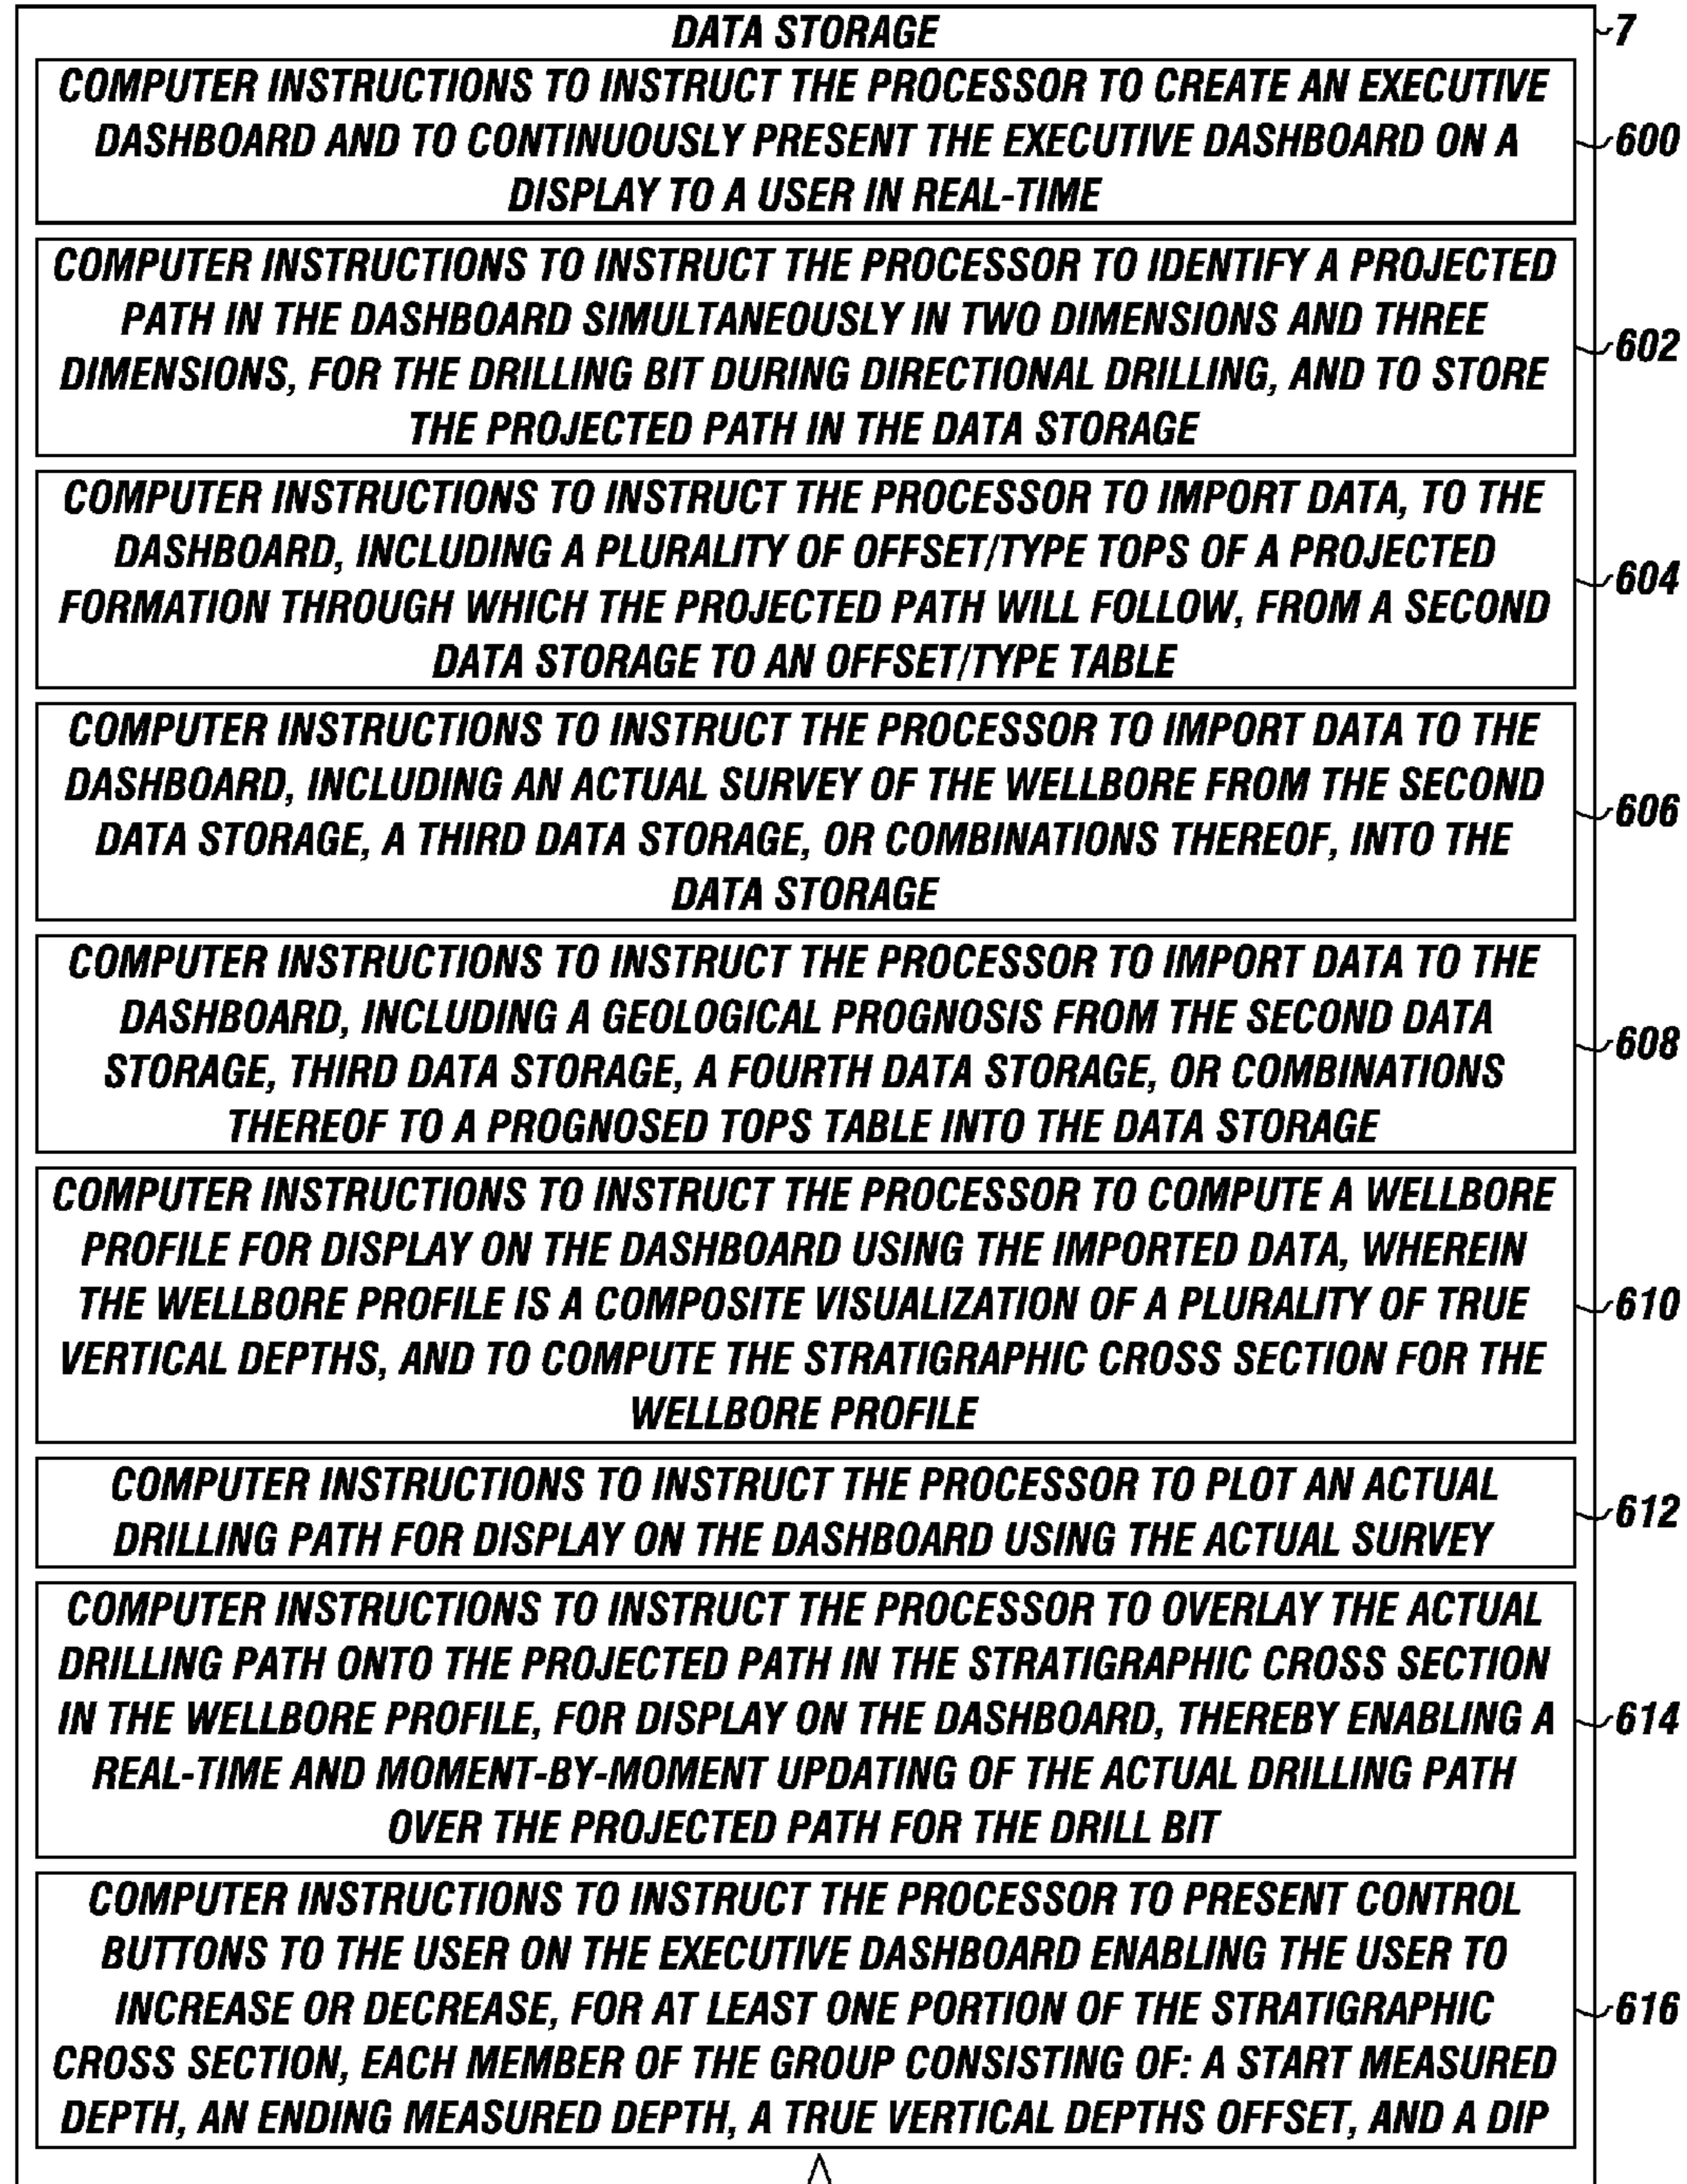 DATA STORAGE
7
COMPUTER INSTRUCTIONS TO INSTRUCT THE PROCESSOR TO CREATE AN EXECUTIVE
DASHBOARD AND TO CONTINUOUSLY PRESENT THE EXECUTIVE DASHBOARD ON A
DISPLAY TO A USER IN REAL-TIME
600
COMPUTER INSTRUCTIONS TO INSTRUCT THE PROCESSOR TO IDENTIFY A PROJECTED
PATH IN THE DASHBOARD SIMULTANEOUSLY IN TWO DIMENSIONS AND THREE
DIMENSIONS, FOR THE DRILLING BIT DURING DIRECTIONAL DRILLING, AND TO STORE
THE PROJECTED PATH IN THE DATA STORAGE
602
COMPUTER INSTRUCTIONS TO INSTRUCT THE PROCESSOR TO IMPORT DATA, TO THE
DASHBOARD, INCLUDING A PLURALITY OF OFFSET/TYPE TOPS OF A PROJECTED
FORMATION THROUGH WHICH THE PROJECTED PATH WILL FOLLOW, FROM A SECOND
DATA STORAGE TO AN OFFSET/TYPE TABLE
604
COMPUTER INSTRUCTIONS TO INSTRUCT THE PROCESSOR TO IMPORT DATA TO THE
DASHBOARD, INCLUDING AN ACTUAL SURVEY OF THE WELLBORE FROM THE SECOND
DATA STORAGE, A THIRD DATA STORAGE, OR COMBINATIONS THEREOF, INTO THE
DATA STORAGE
606
COMPUTER INSTRUCTIONS TO INSTRUCT THE PROCESSOR TO IMPORT DATA TO THE
DASHBOARD, INCLUDING A GEOLOGICAL PROGNOSIS FROM THE SECOND DATA
STORAGE, THIRD DATA STORAGE, A FOURTH DATA STORAGE, OR COMBINATIONS
THEREOF TO A PROGNOSED TOPS TABLE INTO THE DATA STORAGE
608
COMPUTER INSTRUCTIONS TO INSTRUCT THE PROCESSOR TO COMPUTE A WELLBORE
PROFILE FOR DISPLAY ON THE DASHBOARD USING THE IMPORTED DATA, WHEREIN
THE WELLBORE PROFILE IS A COMPOSITE VISUALIZATION OF A PLURALITY OF TRUE
VERTICAL DEPTHS, AND TO COMPUTE THE STRATIGRAPHIC CROSS SECTION FOR THE
WELLBORE PROFILE
610
COMPUTER INSTRUCTIONS TO INSTRUCT THE PROCESSOR TO PLOT AN ACTUAL
DRILLING PATH FOR DISPLAY ON THE DASHBOARD USING THE ACTUAL SURVEY
612
COMPUTER INSTRUCTIONS TO INSTRUCT THE PROCESSOR TO OVERLAY THE ACTUAL
DRILLING PATH ONTO THE PROJECTED PATH IN THE STRATIGRAPHIC CROSS SECTION
IN THE WELLBORE PROFILE, FOR DISPLAY ON THE DASHBOARD, THEREBY ENABLING A
REAL-TIME AND MOMENT-BY-MOMENT UPDATING OF THE ACTUAL DRILLING PATH
OVER THE PROJECTED PATH FOR THE DRILL BIT
614
COMPUTER INSTRUCTIONS TO INSTRUCT THE PROCESSOR TO PRESENT CONTROL
BUTTONS TO THE USER ON THE EXECUTIVE DASHBOARD ENABLING THE USER TO
INCREASE OR DECREASE, FOR AT LEAST ONE PORTION OF THE STRATIGRAPHIC
CROSS SECTION, EACH MEMBER OF THE GROUP CONSISTING OF: A START MEASURED
DEPTH, AN ENDING MEASURED DEPTH, A TRUE VERTICAL DEPTHS OFFSET, AND A DIP
616